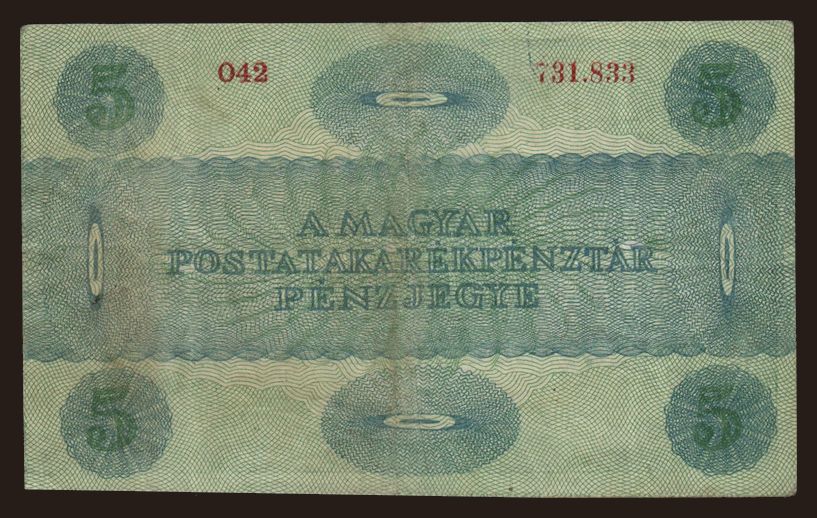 5 042 731.833 5
A MAGYAR
POSTATAKARÉKPÉNZTÁR
PÉNZJEGYE
5 5